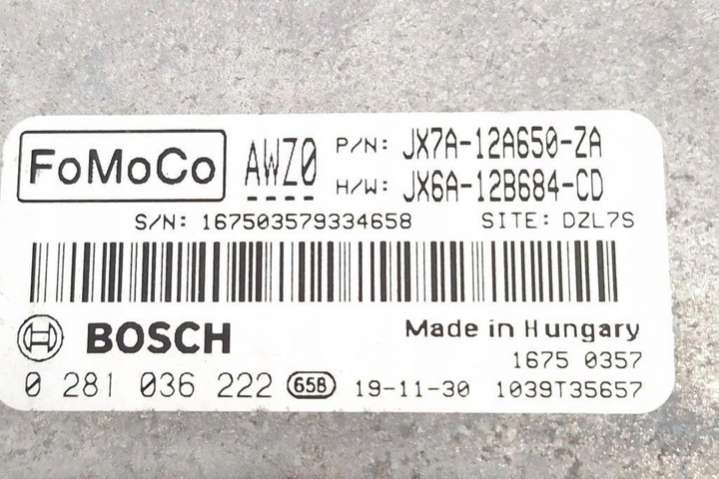 FoMoCo AWZ0 P/N: JX7A-12A650-ZA
H/W: JX6A-12B684-CD
S/N: 167503579334658 SITE: DZL7S
BOSCH Made in Hungary
1675 0357
0 281 036 222 658 19-11-30 1039T35657